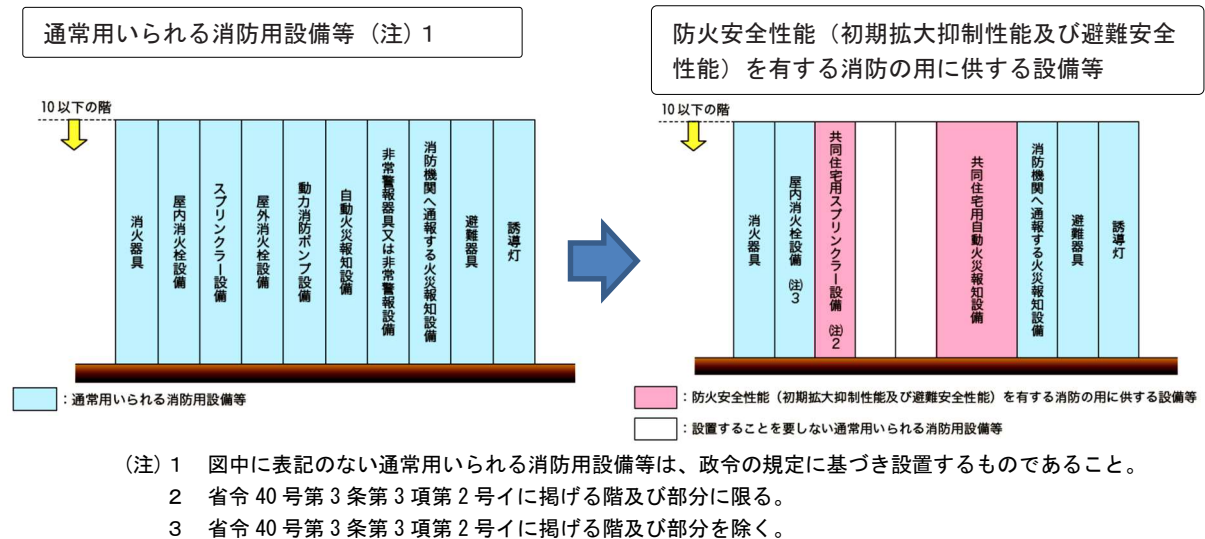 通常用いられる消防用設備等（注）１
10以下の階
消火器具
屋内消火栓設備
スプリンクラー設備
屋外消火栓設備
動力消防ポンプ設備
自動火災報知設備
非常警報器具又は非常警報設備
消防機関へ通報する火災報知設備
避難器具
誘導灯
：通常用いられる消防用設備等
防火安全性能（初期拡大抑制性能及び避難安全
性能）を有する消防の用に供する設備等
10以下の階
消火器具
屋内消火栓設備 (注)3
共同住宅用スプリンクラー設備 (注)2
共同住宅用自動火災報知設備
消防機関へ通報する火災報知設備
避難器具
誘導灯
：防火安全性能（初期拡大抑制性能及び避難安全性能）を有する消防の用に供する設備等
：設置することを要しない通常用いられる消防用設備等
（注）１　図中に表記のない通常用いられる消防用設備等は、政令の規定に基づき設置するものであること。
２　省令 40 号第３条第３項第２号イに掲げる階及び部分に限る。
３　省令 40 号第３条第３項第２号イに掲げる階及び部分を除く。